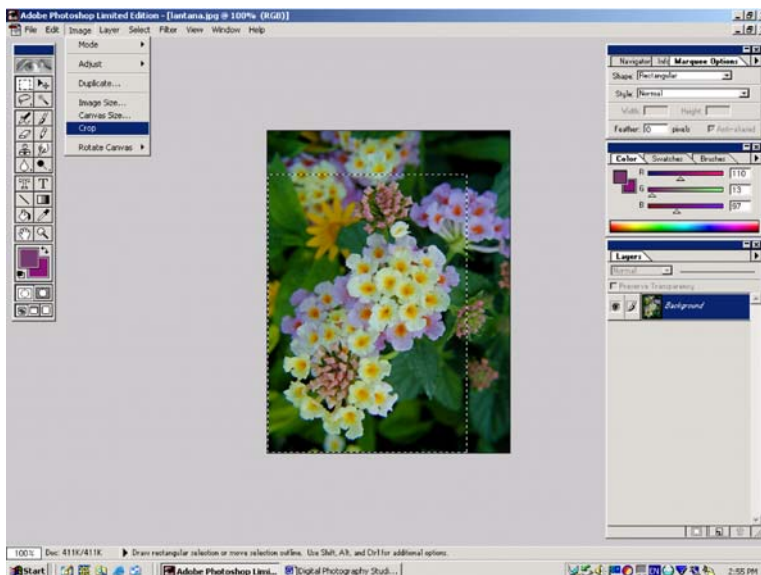 Adobe Photoshop Limited Edition - [lantana.jpg @ 100% (RGB)]
File Edit Image Layer Select Filter View Window Help
Mode
Adjust
Duplicate...
Image Size...
Canvas Size...
Crop
Rotate Canvas
Navigator Info Marquee Options
Shape: Rectangular
Style: Normal
Width: Height:
Feather: 0 pixels Anti-aliased
Color Swatches Brushes
R 110
G 13
B 97
Layers
Normal
Preserve Transparency
Background
100% Doc: 411K/411K Draw rectangular selection or move selection outline. Use Shift, Alt, and Ctrl for additional options.
Start Adobe Photoshop Limi... Digital Photography Studi... 2:55 PM